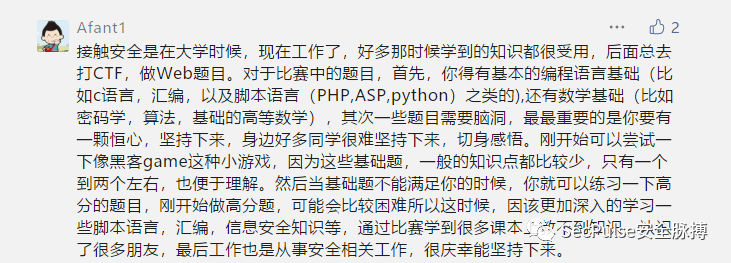 Afant1
2
接触安全是在大学时候，现在工作了，好多那时候学到的知识都很受用，后面总去
打CTF，做Web题目。对于比赛中的题目，首先，你得有基本的编程语言基础（比
如c语言，汇编，以及脚本语言（PHP,ASP,python）之类的),还有数学基础（比如
密码学，算法，基础的高等数学），其次一些题目需要脑洞，最最重要的是你要有
一颗恒心，坚持下来，身边好多同学很难坚持下来，切身感悟。刚开始可以尝试一
下像黑客game这种小游戏，因为这些基础题，一般的知识点都比较少，只有一个
到两个左右，也便于理解。然后当基础题不能满足你的时候，你就可以练习一下高
分的题目，刚开始做高分题，可能会比较困难所以这时候，因该更加深入的学习一
些脚本语言，汇编，信息安全知识等，通过比赛学到很多课本
到知识
了很多朋友，最后工作也是从事安全相关工作，很庆幸能坚持下来。
SecPulse安全脉搏